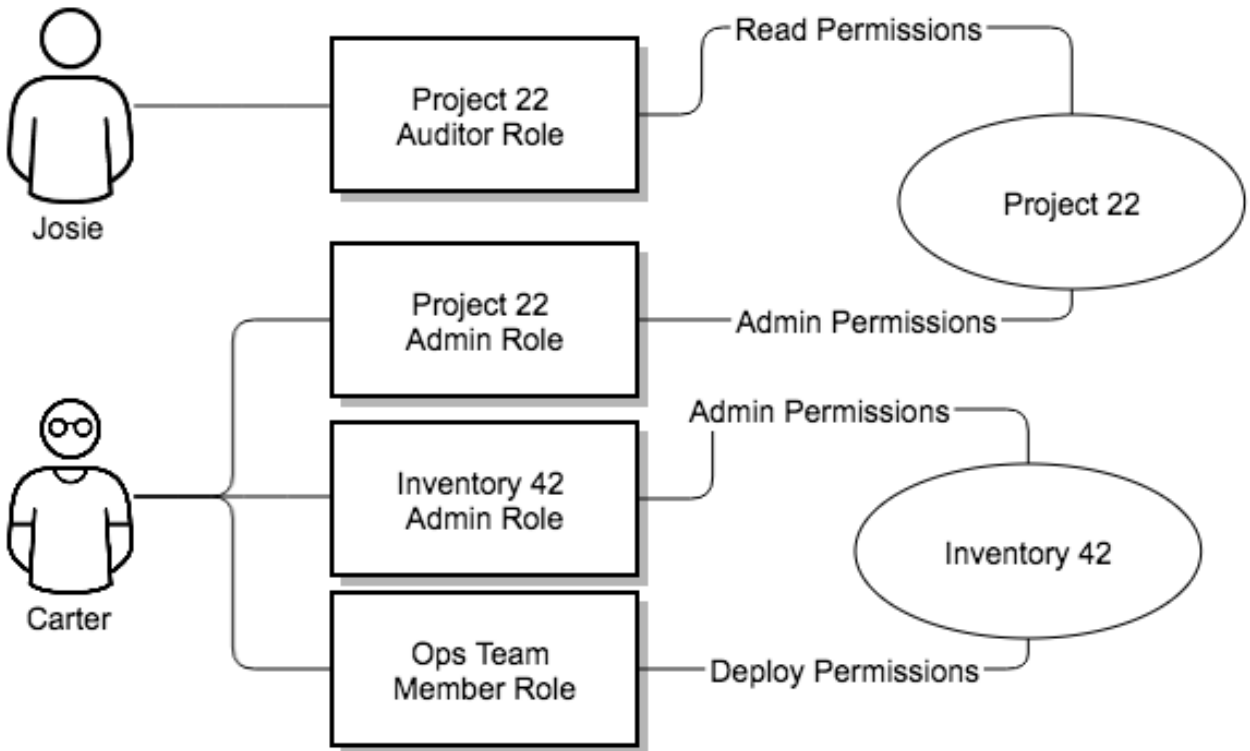 Read Permissions
Project 22
Auditor Role
Project 22
Josie
Project 22
Admin Role
Admin Permissions
Admin Permissions
Inventory 42
Admin Role
Inventory 42
Carter
Ops Team
Member Role
Deploy Permissions